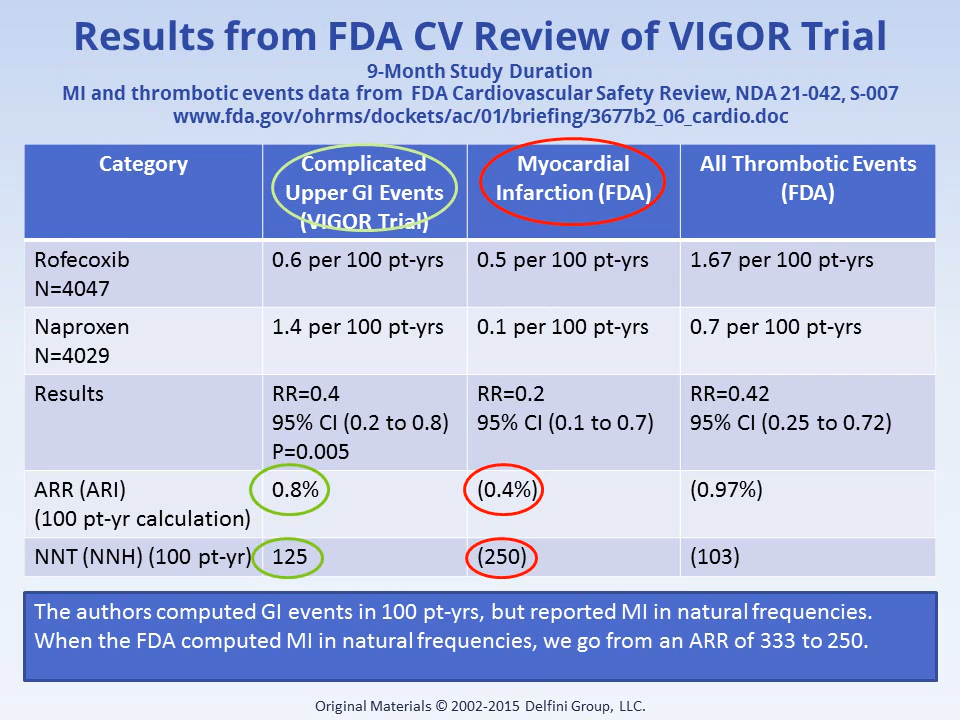 Results from FDA CV Review of VIGOR Trial
9-Month Study Duration
MI and thrombotic events data from FDA Cardiovascular Safety Review, NDA 21-042, S-007
www.fda.gov/ohrms/dockets/ac/01/briefing/3677b2_06_cardio.doc
Category
Complicated
Upper GI Events
(VIGOR Trial)
Myocardial
Infarction (FDA)
All Thrombotic Events
(FDA)
Rofecoxib
N=4047
0.6 per 100 pt-yrs
0.5 per 100 pt-yrs
1.67 per 100 pt-yrs
Naproxen
N=4029
1.4 per 100 pt-yrs
0.1 per 100 pt-yrs
0.7 per 100 pt-yrs
Results
RR=0.4
95% CI (0.2 to 0.8)
P=0.005
RR=0.2
95% CI (0.1 to 0.7)
RR=0.42
95% CI (0.25 to 0.72)
ARR (ARI)
(100 pt-yr calculation)
0.8%
(0.4%)
(0.97%)
NNT (NNH) (100 pt-yr)
125
(250)
(103)
The authors computed GI events in 100 pt-yrs, but reported MI in natural frequencies.
When the FDA computed MI in natural frequencies, we go from an ARR of 333 to 250.
Original Materials © 2002-2015 Delfini Group, LLC.